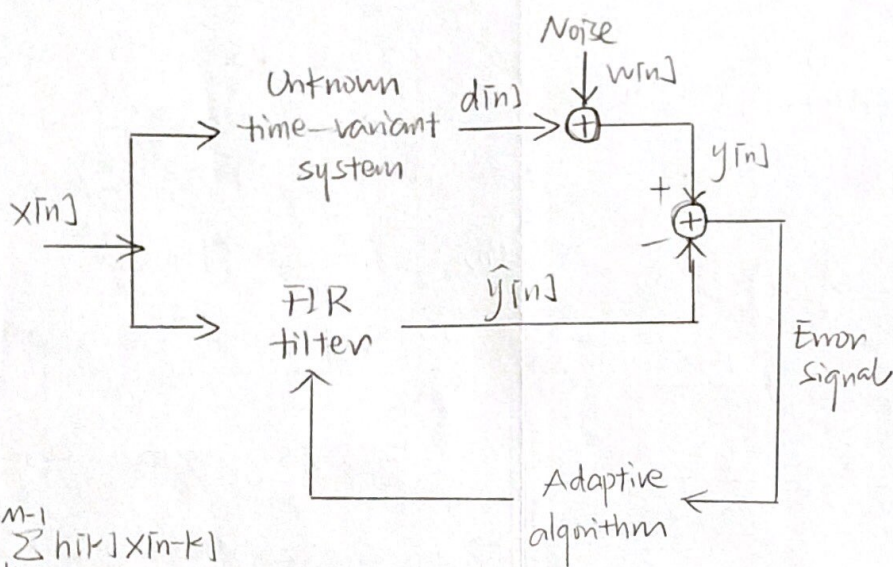 Noise
w[n]
Unknown
time-variant
system
d[n]
+
y[n]
x[n]
+
−
+
FIR
filter
ŷ[n]
Error
signal
Adaptive
algorithm
M-1
Σ h[k] x[n-k]